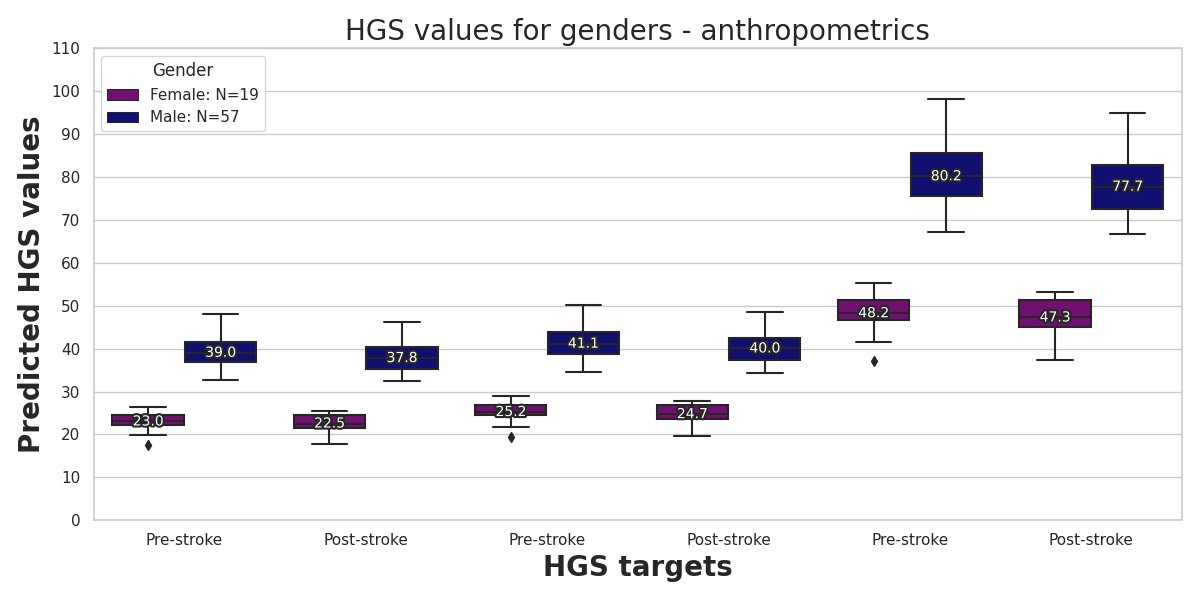 HGS values for genders - anthropometrics
Predicted HGS values
110
100
90
80
70
60
50
40
30
20
10
0
Gender
Female: N=19
Male: N=57
23.0
39.0
22.5
37.8
25.2
41.1
24.7
40.0
48.2
80.2
47.3
77.7
Pre-stroke
Post-stroke
Pre-stroke
Post-stroke
Pre-stroke
Post-stroke
HGS targets